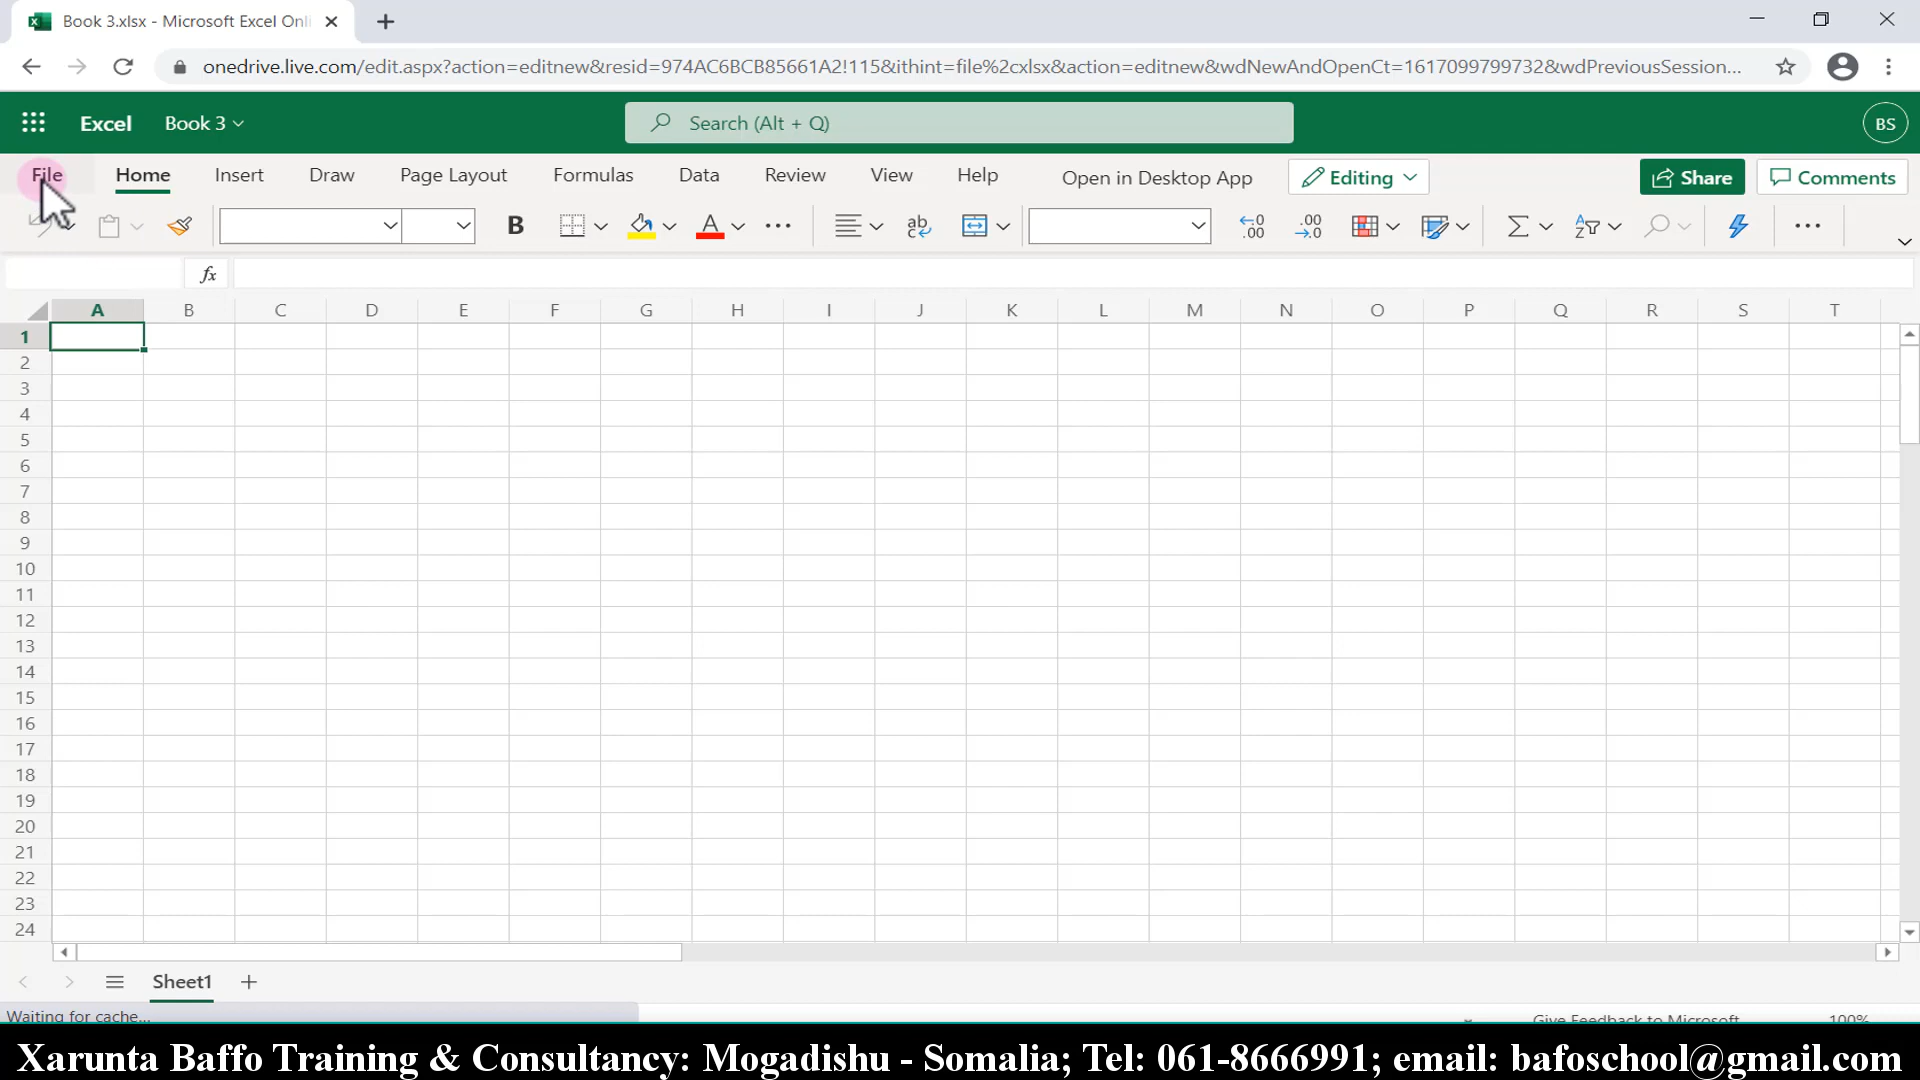 Book 3.xlsx - Microsoft Excel Onli
onedrive.live.com/edit.aspx?action=editnew&resid=974AC6BCB85661A2!115&ithint=file%2cxlsx&action=editnew&wdNewAndOpenCt=1617099799732&wdPreviousSession...
Excel Book 3 Search (Alt + Q) BS
File Home Insert Draw Page Layout Formulas Data Review View Help Open in Desktop App Editing Share Comments
B A ab c .00 .00
fx
A B C D E F G H I J K L M N O P Q R S T
1
2
3
4
5
6
7
8
9
10
11
12
13
14
15
16
17
18
19
20
21
22
23
24
Sheet1
Waiting for cache... Give Feedback to Microsoft 100%
Xarunta Baffo Training & Consultancy: Mogadishu - Somalia; Tel: 061-8666991; email: bafoschool@gmail.com